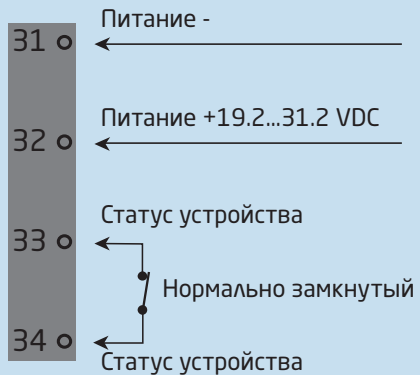 Питание -
31
Питание +19.2...31.2 VDC
32
Статус устройства
33
Нормально замкнутый
34
Статус устройства